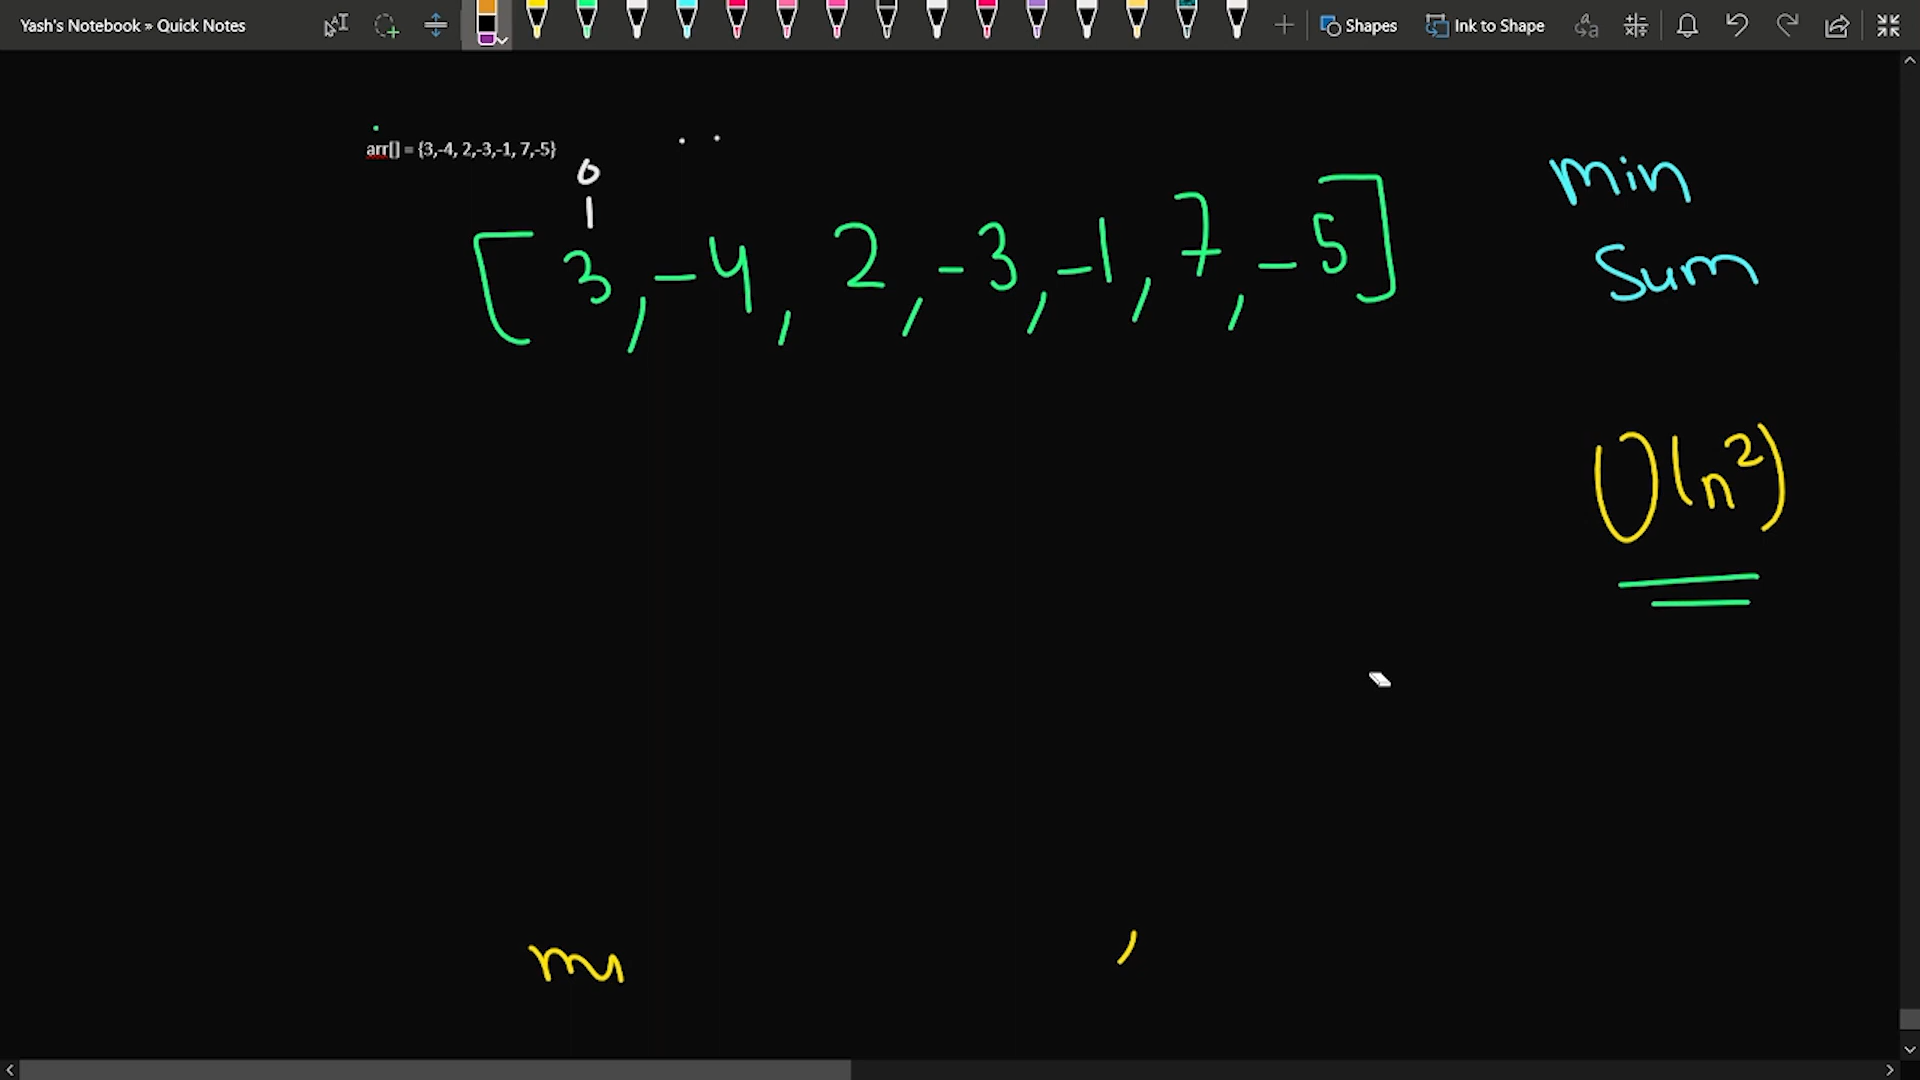 Yash's Notebook » Quick Notes
Shapes
Ink to Shape
arr[] = {3,-4, 2,-3,-1, 7,-5}
0
[3, -4, 2, -3, -1, 7, -5]
min
Sum
O(n²)